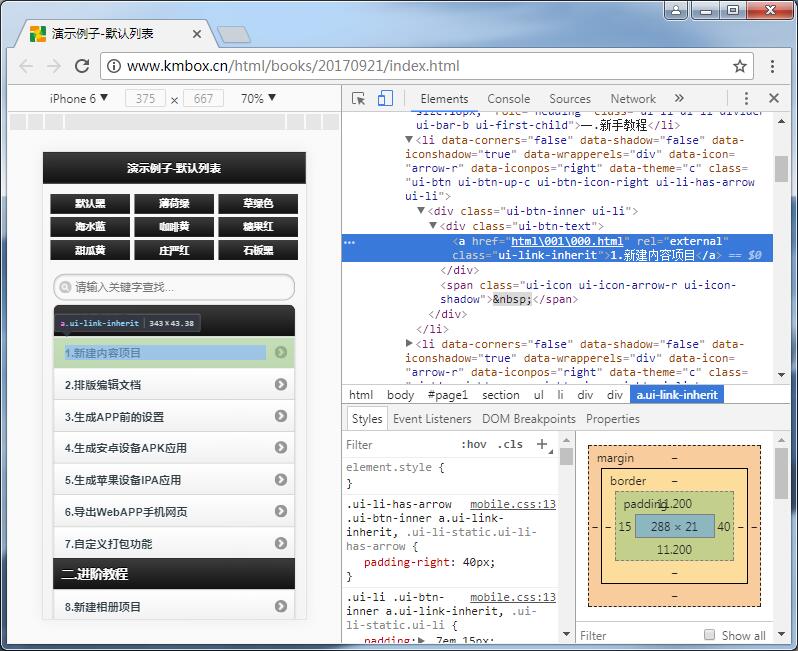 演示例子-默认列表
www.kmbox.cn/html/books/20170921/index.html
iPhone 6 ▼ 375 x 667 70% ▼
Elements Console Sources Network »
演示例子-默认列表
默认黑 薄荷绿 草绿色
海水蓝 咖啡黄 糖果红
甜瓜黄 庄严红 石板黑
请输入关键字查找...
a.ui-link-inherit 343×43.38
1.新建内容项目
2.排版编辑文档
3.生成APP前的设置
4.生成安卓设备APK应用
5.生成苹果设备IPA应用
6.导出WebAPP手机网页
7.自定义打包功能
二.进阶教程
8.新建相册项目
ui-bar-b ui-first-child">一.新手教程</li>
▼<li data-corners="false" data-shadow="false" data-
iconshadow="true" data-wrapperels="div" data-icon=
"arrow-r" data-iconpos="right" data-theme="c" class=
"ui-btn ui-btn-up-c ui-btn-icon-right ui-li-has-arrow
ui-li">
▼<div class="ui-btn-inner ui-li">
▼<div class="ui-btn-text">
<a href="html\001\000.html" rel="external"
class="ui-link-inherit">1.新建内容项目</a> == $0
</div>
<span class="ui-icon ui-icon-arrow-r ui-icon-
shadow">&nbsp;</span>
</div>
</li>
▶<li data-corners="false" data-shadow="false" data-
iconshadow="true" data-wrapperels="div" data-icon=
"arrow-r" data-iconpos="right" data-theme="c" class=
html body #page1 section ul li div div a.ui-link-inherit
Styles Event Listeners DOM Breakpoints Properties
Filter :hov .cls +
element.style {
}
.ui-li-has-arrow mobile.css:13
.ui-btn-inner a.ui-link-
inherit, .ui-li-static.ui-li-
has-arrow {
padding-right: 40px;
}
.ui-li .ui-btn- mobile.css:13
inner a.ui-link-inherit, .ui-
li-static.ui-li {
padding:▶ .7em 15px;
margin –
border –
padding 11.200
– – 15 288 × 21 40 – –
11.200
–
–
Filter Show all